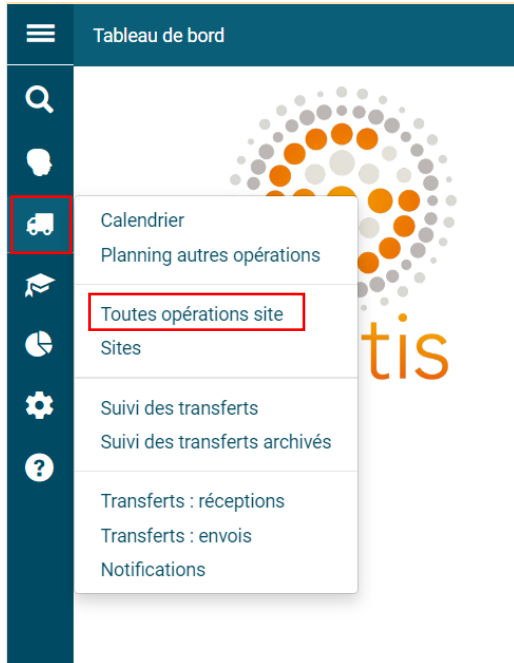 Tableau de bord
Calendrier
Planning autres opérations
Toutes opérations site
Sites
tis
Suivi des transferts
Suivi des transferts archivés
Transferts : réceptions
Transferts : envois
Notifications